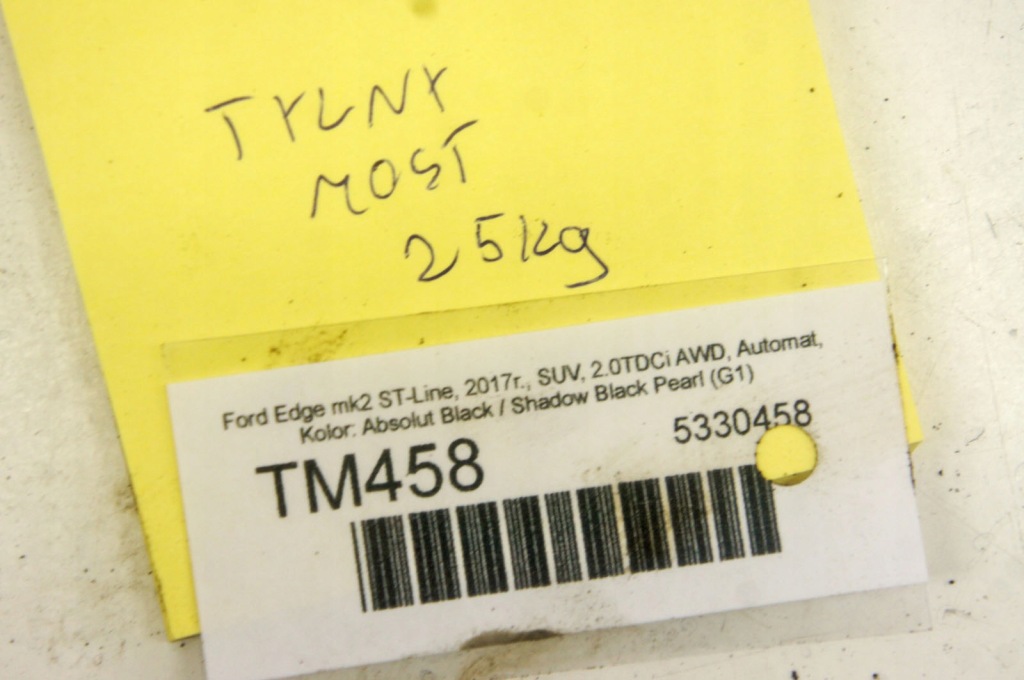 TYLNY
MOST
25kg
Ford Edge mk2 ST-Line, 2017r., SUV, 2.0TDCi AWD, Automat,
Kolor: Absolut Black / Shadow Black Pearl (G1)
TM458
5330458